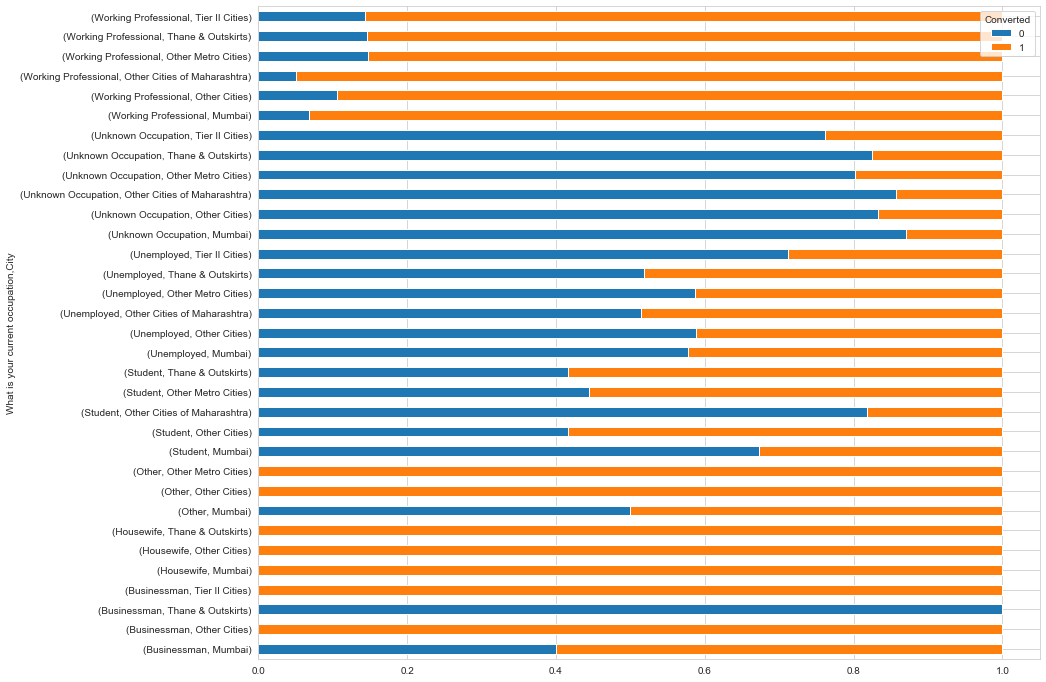 (Working Professional, Tier II Cities)
(Working Professional, Thane & Outskirts)
(Working Professional, Other Metro Cities)
(Working Professional, Other Cities of Maharashtra)
(Working Professional, Other Cities)
(Working Professional, Mumbai)
(Unknown Occupation, Tier II Cities)
(Unknown Occupation, Thane & Outskirts)
(Unknown Occupation, Other Metro Cities)
(Unknown Occupation, Other Cities of Maharashtra)
(Unknown Occupation, Other Cities)
(Unknown Occupation, Mumbai)
(Unemployed, Tier II Cities)
(Unemployed, Thane & Outskirts)
(Unemployed, Other Metro Cities)
(Unemployed, Other Cities of Maharashtra)
(Unemployed, Other Cities)
(Unemployed, Mumbai)
(Student, Thane & Outskirts)
(Student, Other Metro Cities)
(Student, Other Cities of Maharashtra)
(Student, Other Cities)
(Student, Mumbai)
(Other, Other Metro Cities)
(Other, Other Cities)
(Other, Mumbai)
(Housewife, Thane & Outskirts)
(Housewife, Other Cities)
(Housewife, Mumbai)
(Businessman, Tier II Cities)
(Businessman, Thane & Outskirts)
(Businessman, Other Cities)
(Businessman, Mumbai)
What is your current occupation,City
0.0 0.2 0.4 0.6 0.8 1.0
Converted
0
1